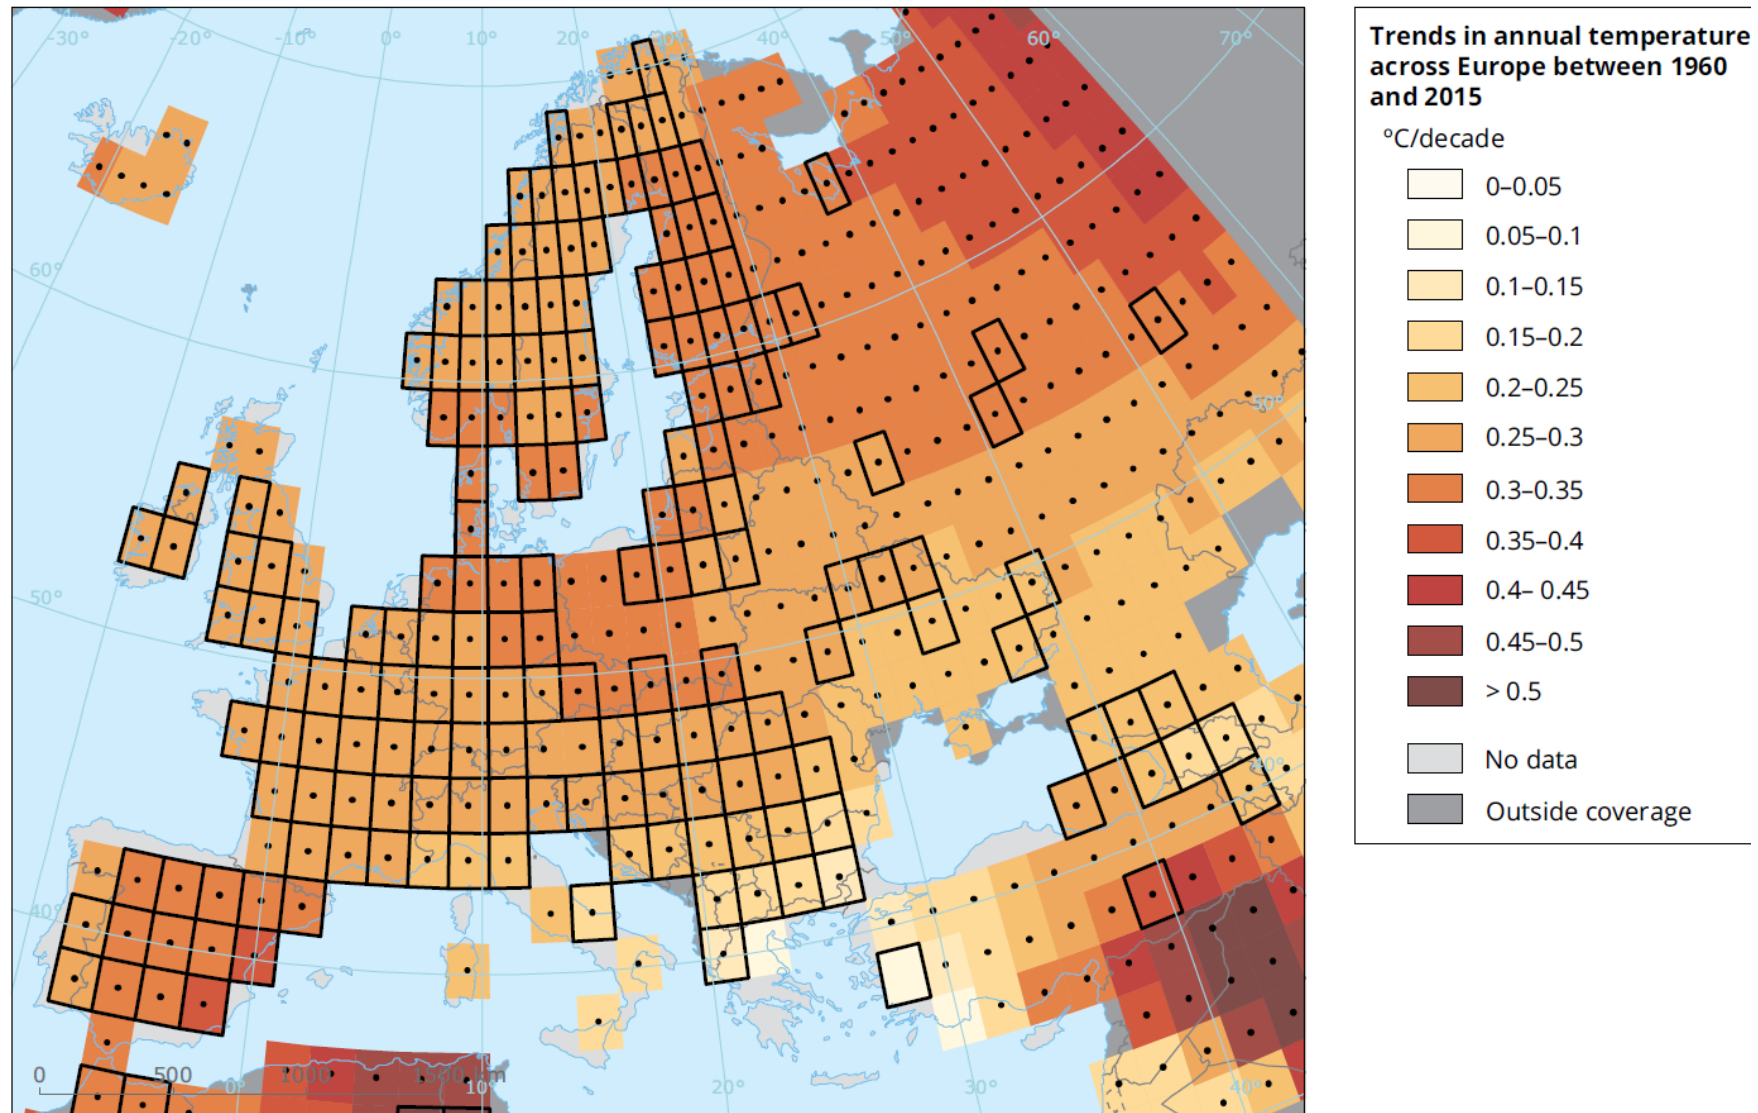 -30° -20° -10° 0° 10° 20° 30° 40° 50° 60° 70°
60°
50°
50°
40°
40°
0 500 1000 1500 km
0° 10° 20° 30° 40°
Trends in annual temperature
across Europe between 1960
and 2015
ºC/decade
0–0.05
0.05–0.1
0.1–0.15
0.15–0.2
0.2–0.25
0.25–0.3
0.3–0.35
0.35–0.4
0.4– 0.45
0.45–0.5
> 0.5
No data
Outside coverage